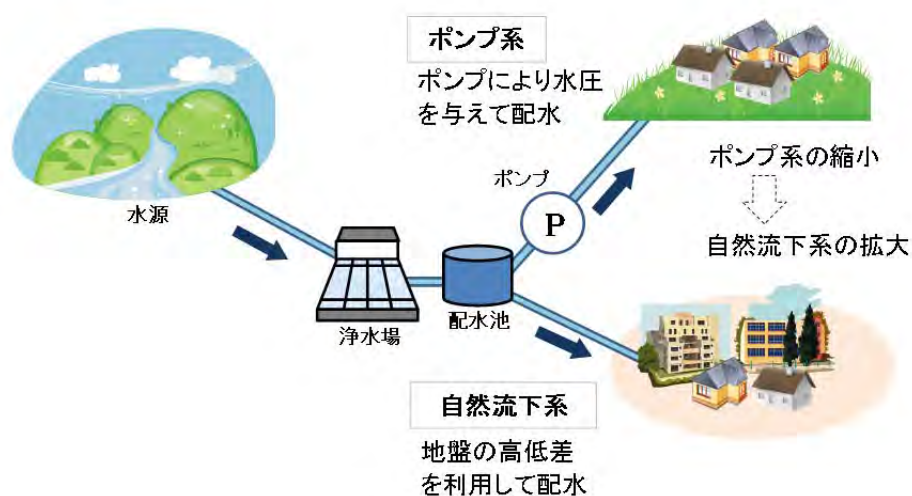 ポンプ系
ポンプにより水圧
を与えて配水
水源
ポンプ
P
ポンプ系の縮小
自然流下系の拡大
浄水場
配水池
自然流下系
地盤の高低差
を利用して配水